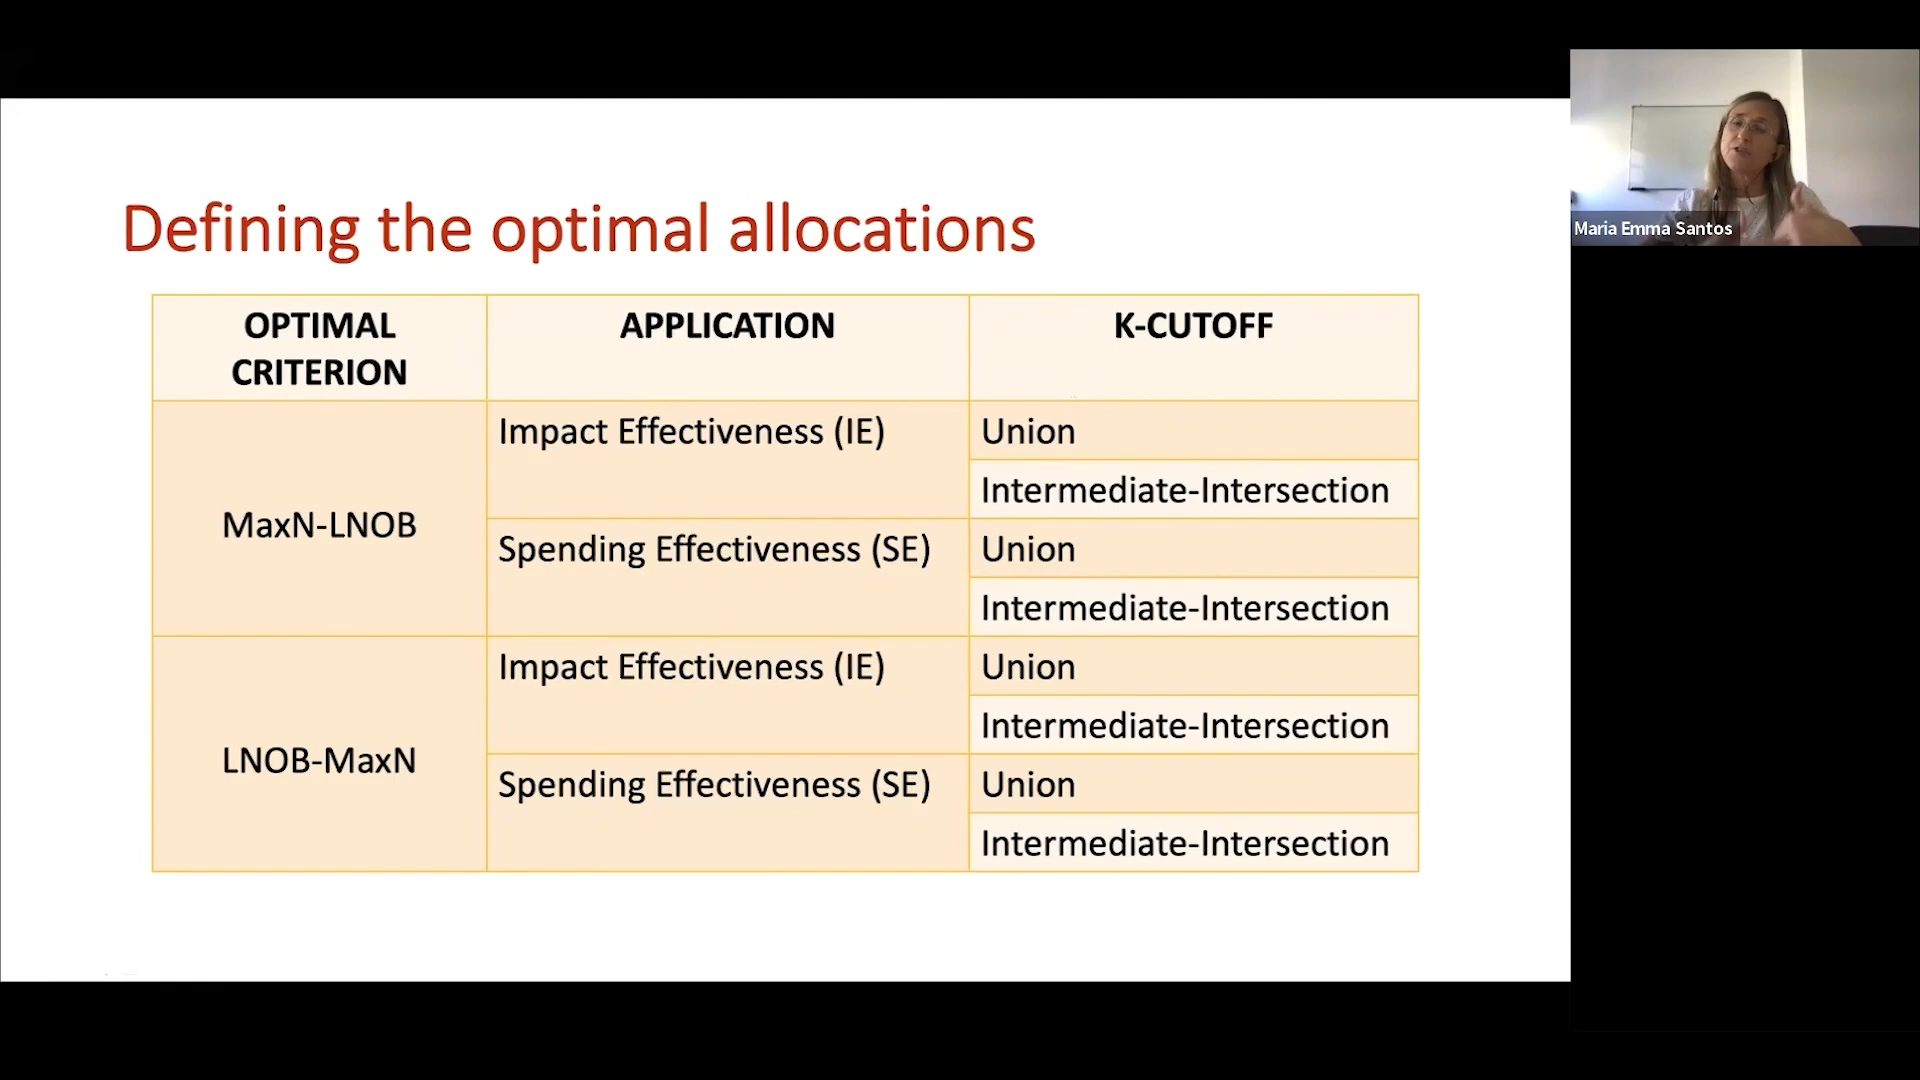 Defining the optimal allocations
OPTIMAL
CRITERION
APPLICATION
K-CUTOFF
MaxN-LNOB
Impact Effectiveness (IE)
Union
Intermediate-Intersection
Spending Effectiveness (SE)
Union
Intermediate-Intersection
LNOB-MaxN
Impact Effectiveness (IE)
Union
Intermediate-Intersection
Spending Effectiveness (SE)
Union
Intermediate-Intersection
Maria Emma Santos